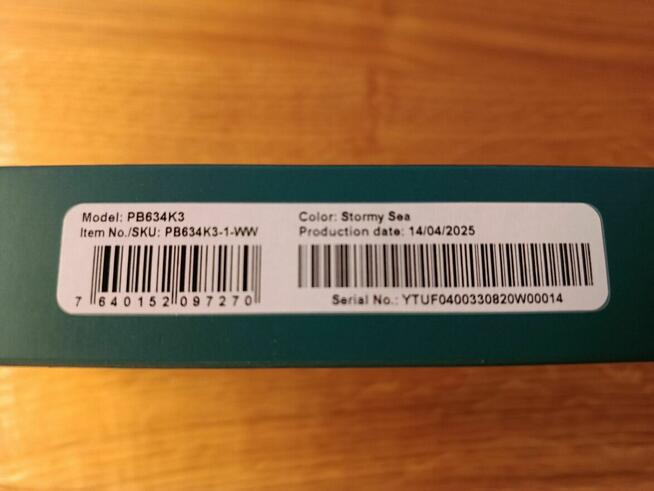 Model: PB634K3
Item No./SKU: PB634K3-1-WW
7 640152 097270
Color: Stormy Sea
Production date: 14/04/2025
Serial No.: YTUF0400330820W00014